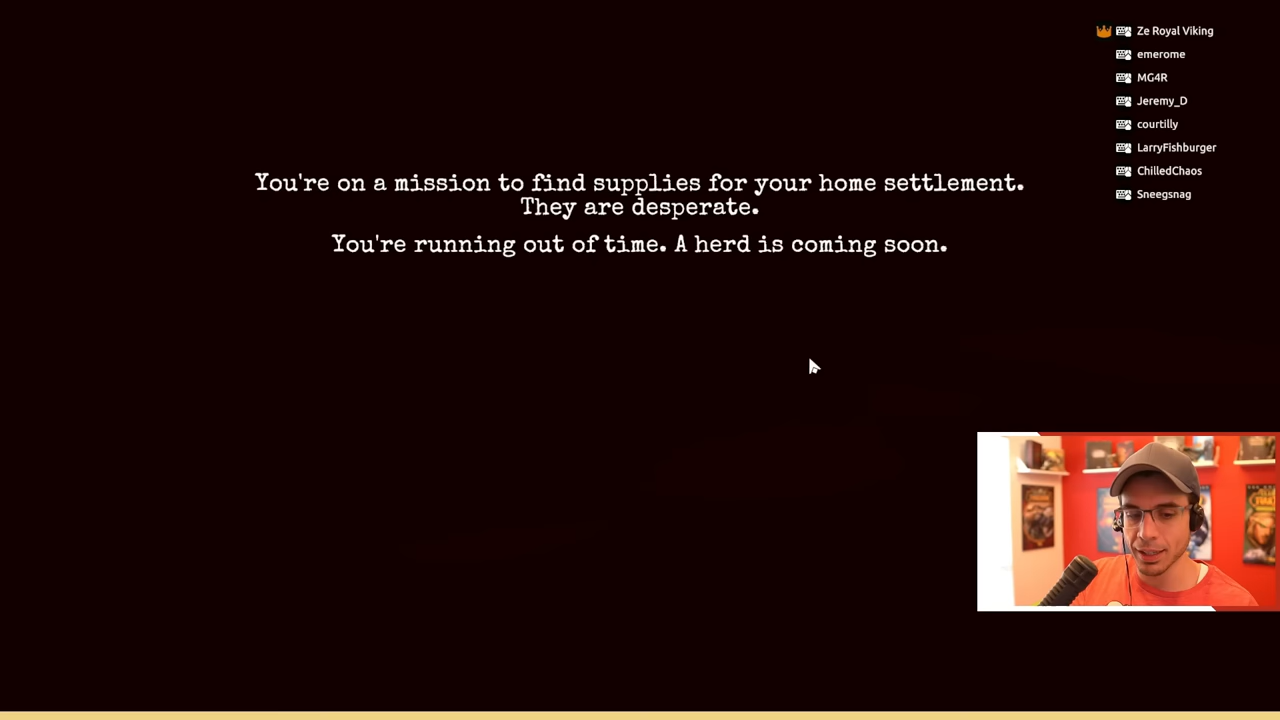 Ze Royal Viking
emerome
MG4R
Jeremy_D
courtilly
LarryFishburger
ChilledChaos
Sneegsnag
You're on a mission to find supplies for your home settlement.
They are desperate.
You're running out of time. A herd is coming soon.